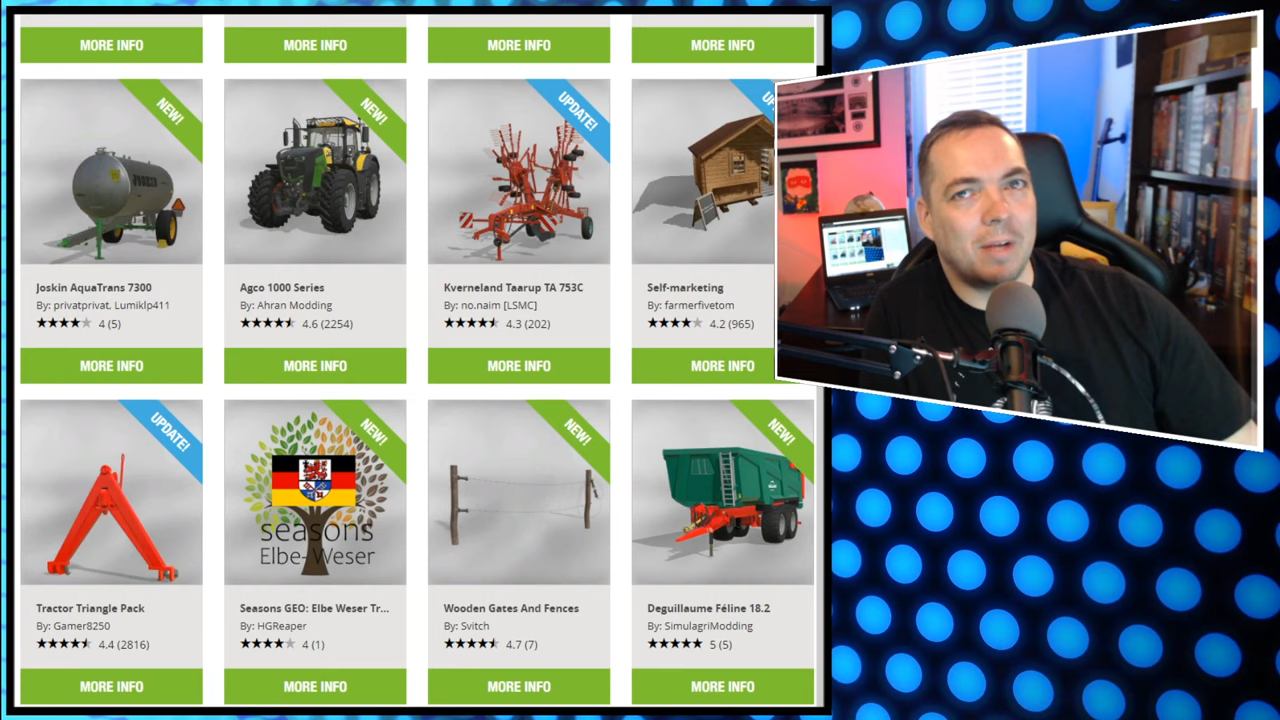 MORE INFO
MORE INFO
MORE INFO
MORE INFO
NEW!
NEW!
UPDATE!
JOSKIN
Joskin AquaTrans 7300
By: privatprivat, Lumiklp411
4 (5)
MORE INFO
Agco 1000 Series
By: Ahran Modding
4.6 (2254)
MORE INFO
Kverneland Taarup TA 753C
By: no.naim [LSMC]
4.3 (202)
MORE INFO
Self-marketing
By: farmerfivetom
4.2 (965)
MORE INFO
UPDATE!
NEW!
NEW!
NEW!
seasons
Elbe-Weser
Tractor Triangle Pack
By: Gamer8250
4.4 (2816)
MORE INFO
Seasons GEO: Elbe Weser Tr...
By: HGReaper
4 (1)
MORE INFO
Wooden Gates And Fences
By: Svitch
4.7 (7)
MORE INFO
Deguillaume Féline 18.2
By: SimulagriModding
5 (5)
MORE INFO